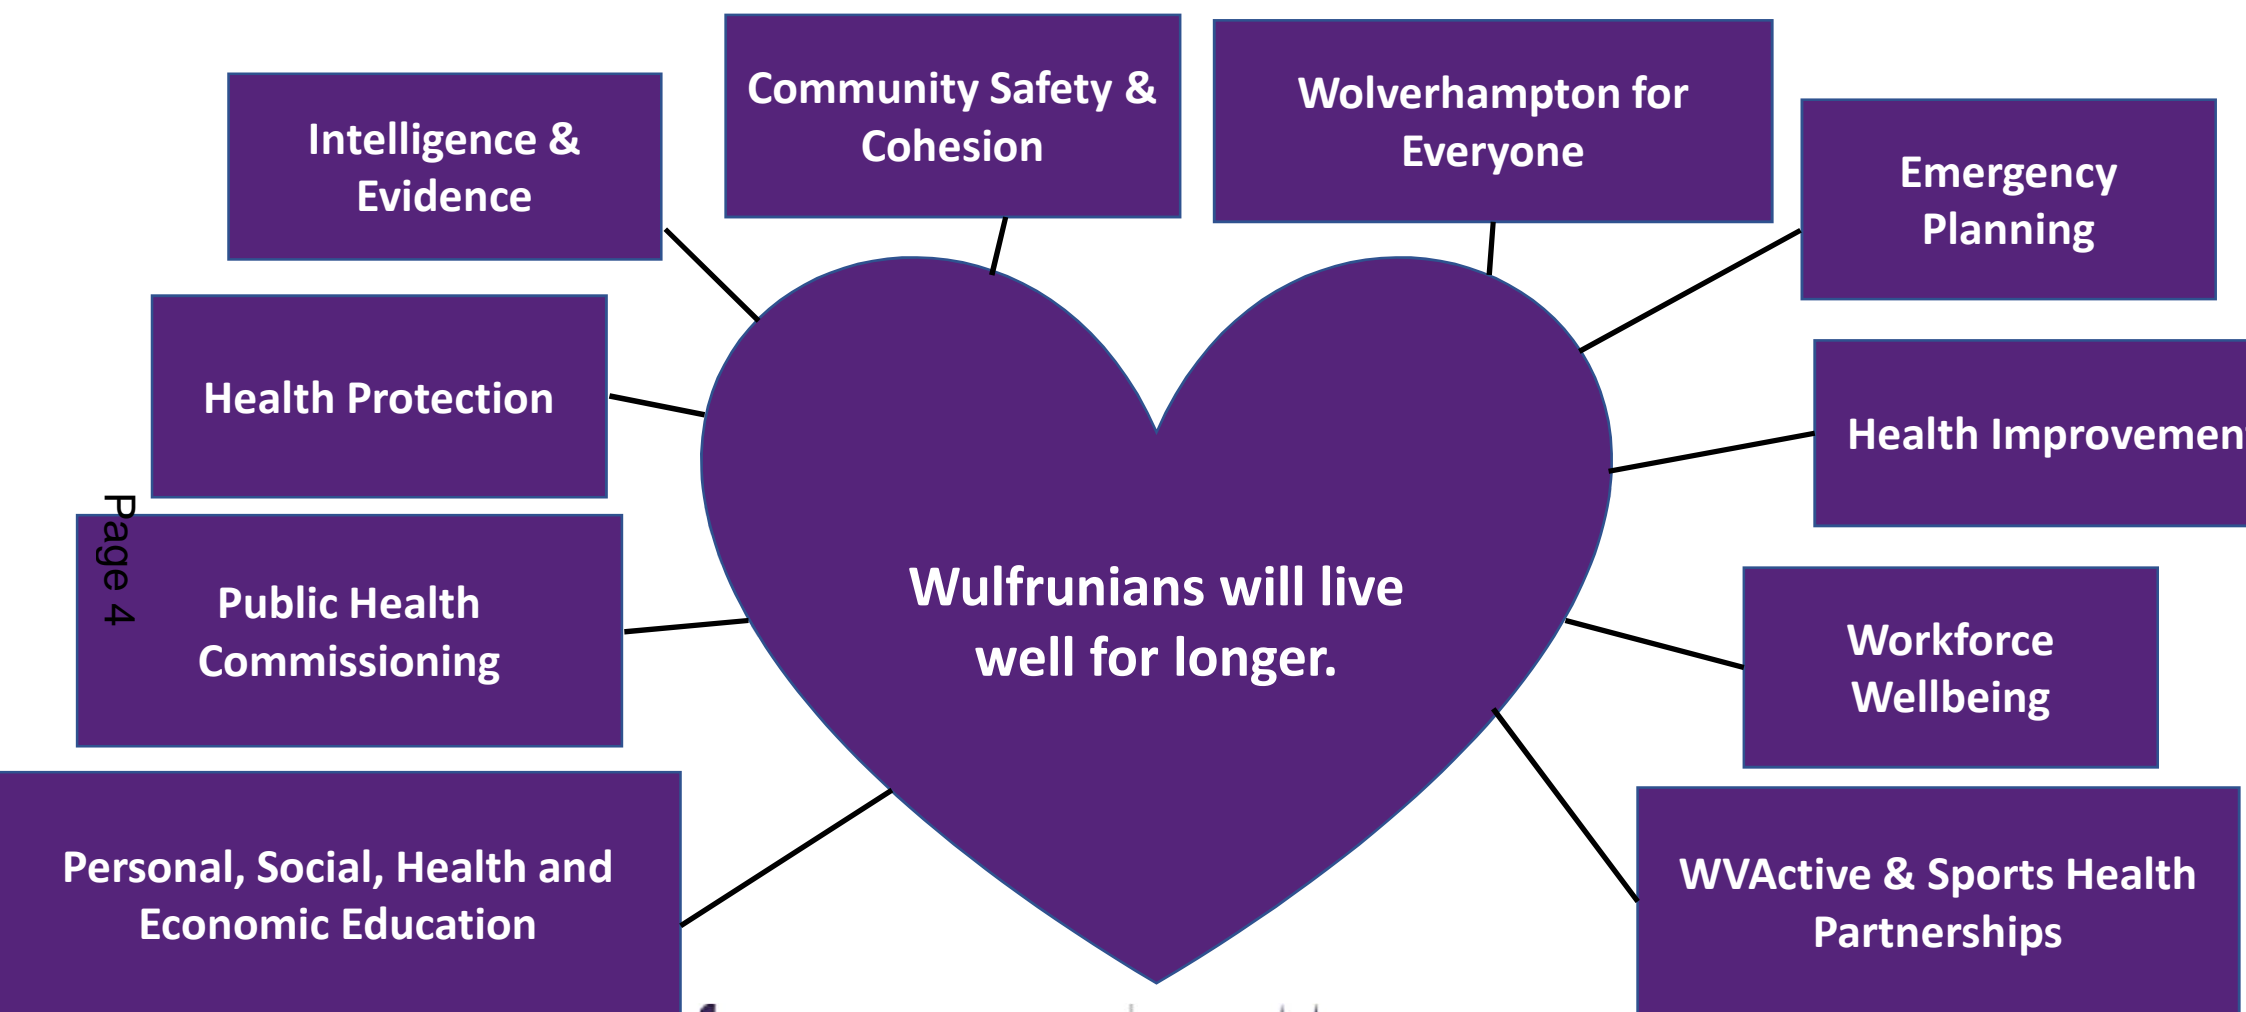 Community Safety &
Cohesion
Wolverhampton for
Everyone
Intelligence &
Evidence
Emergency
Planning
Health Protection
Health Improvemen
Page 4
Public Health
Commissioning
Wulfrunians will live
well for longer.
Workforce
Wellbeing
Personal, Social, Health and
Economic Education
WVActive & Sports Health
Partnerships